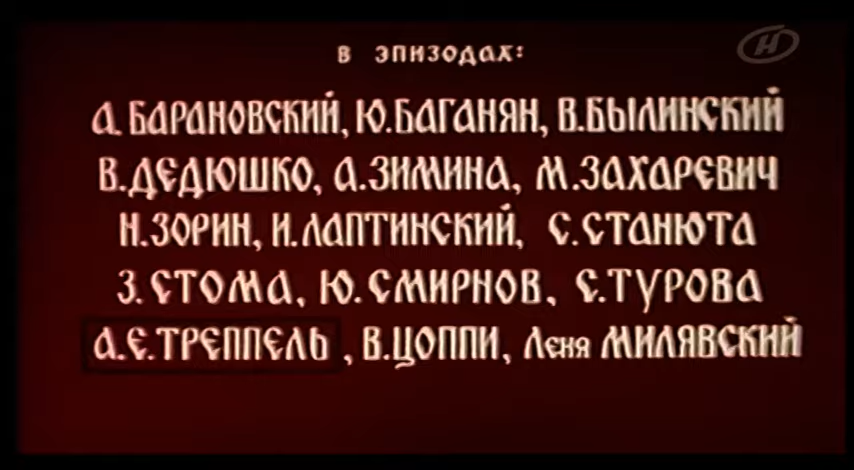 В ЭПИЗОДАХ:
А. БАРАНОВСКИЙ, Ю. БАГАНЯН, В. БЫЛИНСКИЙ
В. ДЕДЮШКО, А. ЗИМИНА, М. ЗАХАРЕВИЧ
Н. ЗОРИН, И. ЛАПТИНСКИЙ, С. СТАНЮТА
З. СТОМА, Ю. СМИРНОВ, Є. ТУРОВА
А. Є. ТРЕППЕЛЬ, В. ЦОППИ, Леня МИЛЯВСКИЙ